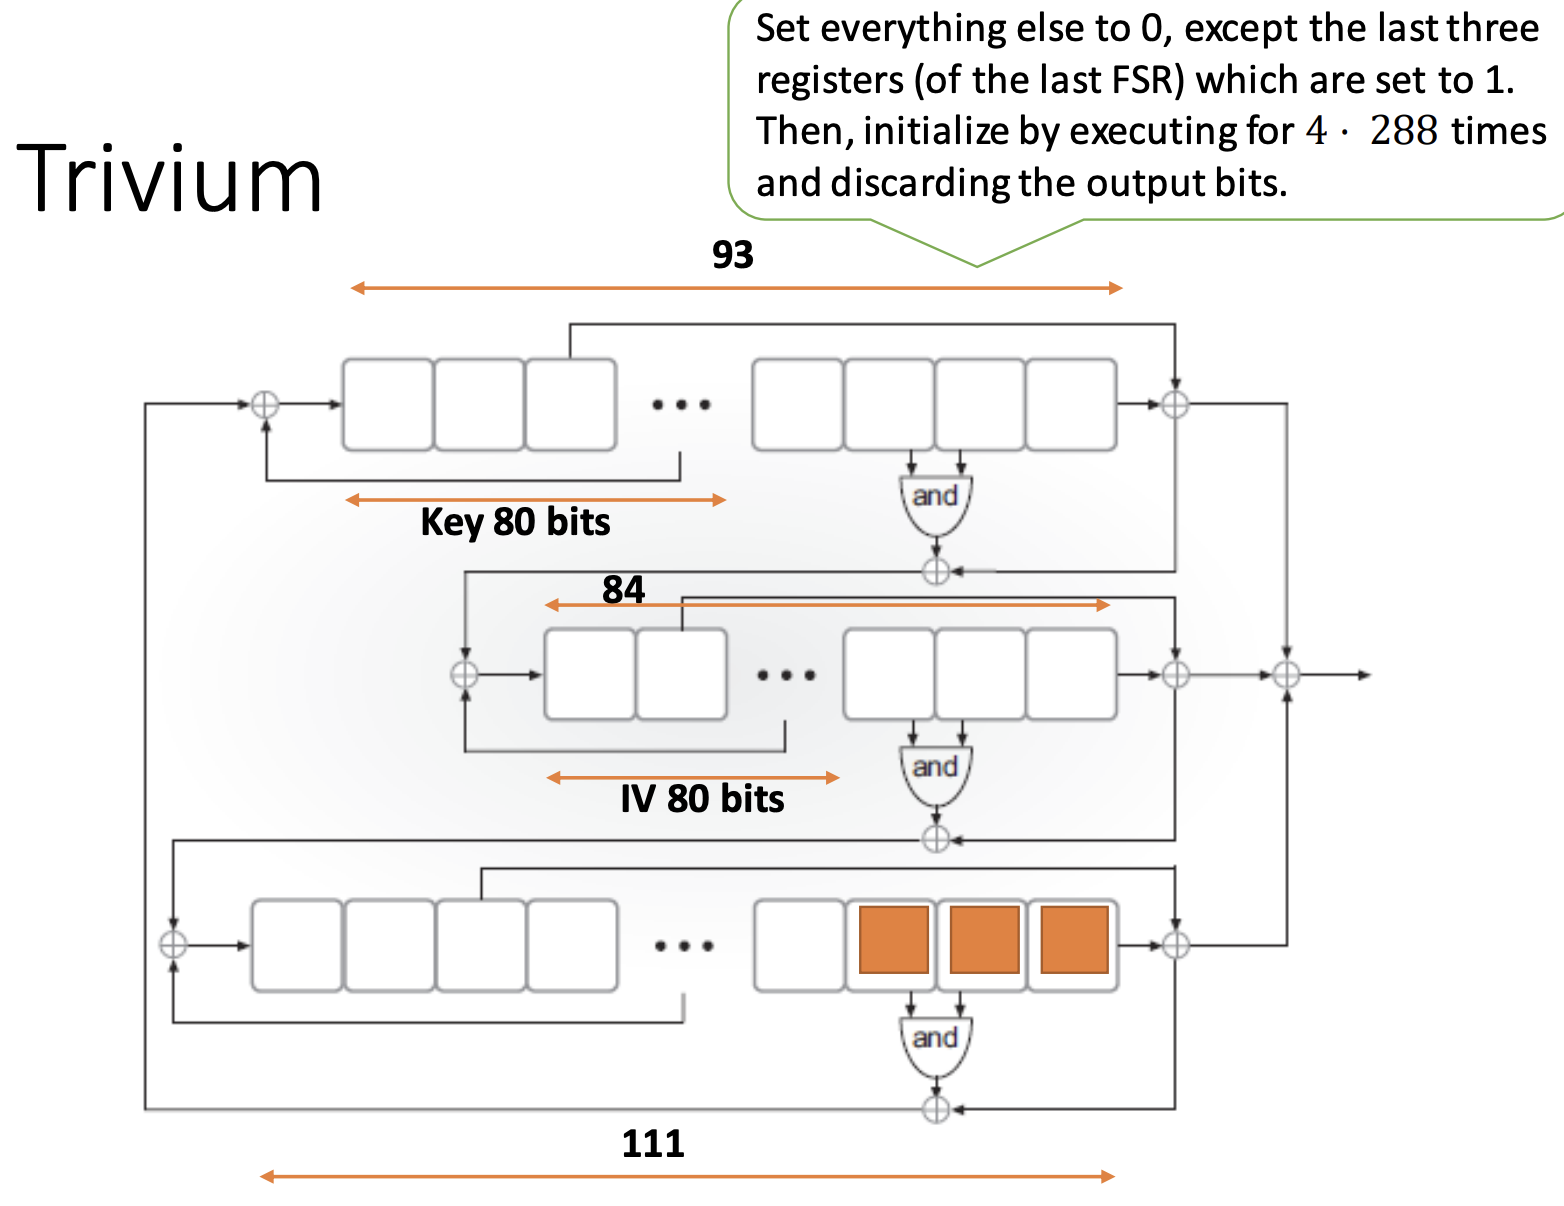 Set everything else to 0, except the last three
registers (of the last FSR) which are set to 1.
Then, initialize by executing for 4 · 288 times
and discarding the output bits.
Trivium
93
and
Key 80 bits
84
and
IV 80 bits
and
111